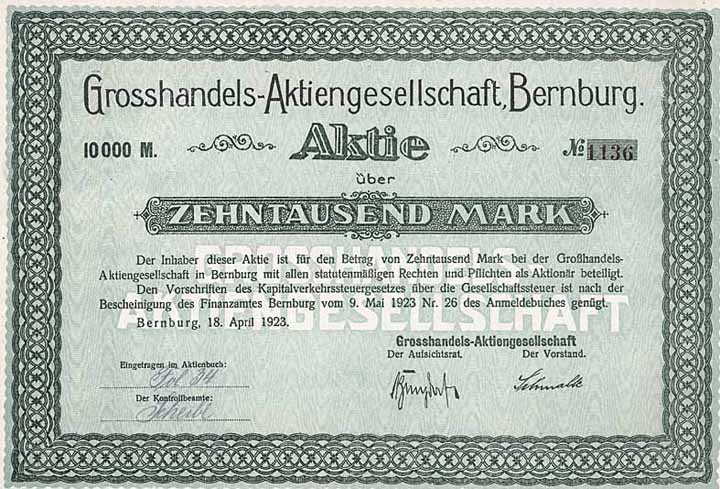 Grosshandels-Aktiengesellschaft, Bernburg.
10000 M. Aktie № 1136
über
ZEHNTAUSEND MARK
GROSSHANDELS
AKTIENGESELLSCHAFT
Der Inhaber dieser Aktie ist für den Betrag von Zehntausend Mark bei der Großhandels-
Aktiengesellschaft in Bernburg mit allen statutenmäßigen Rechten und Pflichten als Aktionär beteiligt.
Den Vorschriften des Kapitalverkehrssteuergesetzes über die Gesellschaftssteuer ist nach der
Bescheinigung des Finanzamtes Bernburg vom 9. Mai 1923 Nr. 26 des Anmeldebuches genügt.
Bernburg, 18. April 1923.
Grosshandels-Aktiengesellschaft
Der Aufsichtsrat. Der Vorstand.
Eingetragen im Aktienbuch:
Fol. 34
Der Kontrollbeamte:
Scheibl
Schmalk